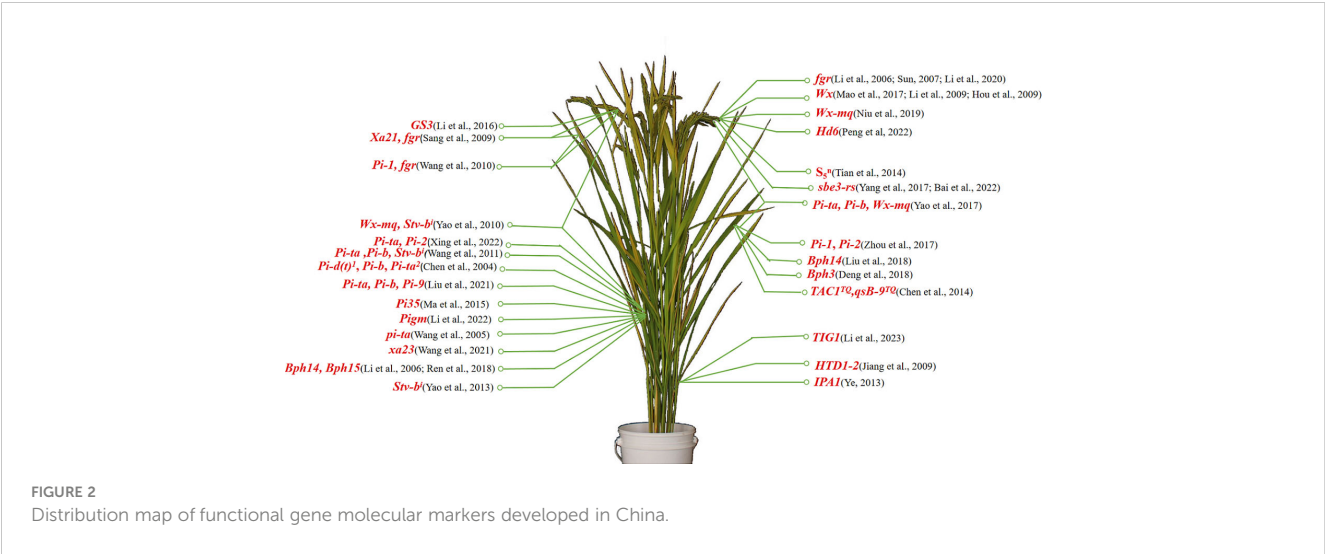 GS3(Li et al., 2016)
Xa21, fgr(Sang et al., 2009)
Pi-1, fgr(Wang et al., 2010)
Wx-mq, Stv-bⁱ(Yao et al., 2010)
Pi-ta, Pi-2(Xing et al., 2022)
Pi-ta ,Pi-b, Stv-bⁱ(Wang et al., 2011)
Pi-d(t)¹, Pi-b, Pi-ta²(Chen et al., 2004)
Pi-ta, Pi-b, Pi-9(Liu et al., 2021)
Pi35(Ma et al., 2015)
Pigm(Li et al., 2022)
pi-ta(Wang et al., 2005)
xa23(Wang et al., 2021)
Bph14, Bph15(Li et al., 2006; Ren et al., 2018)
Stv-bⁱ(Yao et al., 2013)
fgr(Li et al., 2006; Sun, 2007; Li et al., 2020)
Wx(Mao et al., 2017; Li et al., 2009; Hou et al., 2009)
Wx-mq(Niu et al., 2019)
Hd6(Peng et al, 2022)
S₅ⁿ(Tian et al., 2014)
sbe3-rs(Yang et al., 2017; Bai et al., 2022)
Pi-ta, Pi-b, Wx-mq(Yao et al., 2017)
Pi-1, Pi-2(Zhou et al., 2017)
Bph14(Liu et al., 2018)
Bph3(Deng et al., 2018)
TAC1ᵀQ,qsB-9ᵀQ(Chen et al., 2014)
TIG1(Li et al., 2023)
HTD1-2(Jiang et al., 2009)
IPA1(Ye, 2013)
FIGURE 2
Distribution map of functional gene molecular markers developed in China.